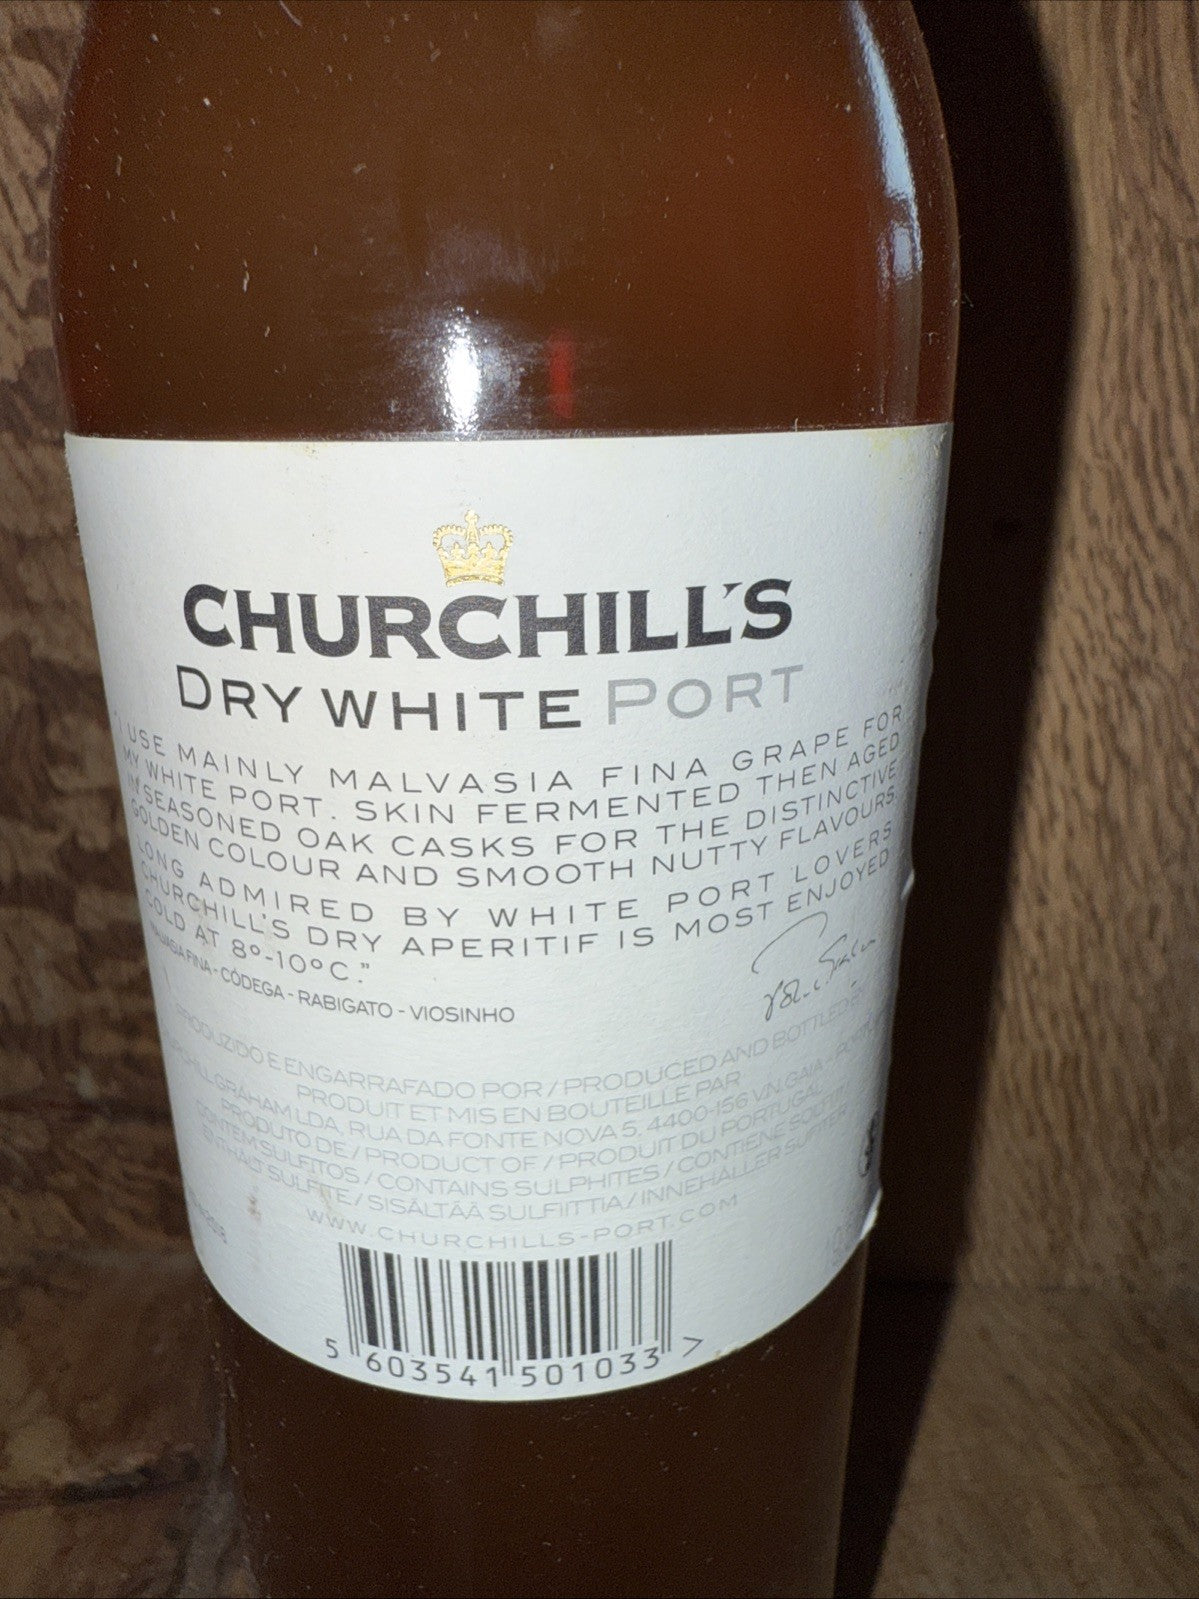 CHURCHILL'S
DRY WHITE PORT
USE MAINLY MALVASIA FINA GRAPE FOR
MY WHITE PORT. SKIN FERMENTED THEN AGED
IN SEASONED OAK CASKS FOR THE DISTINCTIVE
GOLDEN COLOUR AND SMOOTH NUTTY FLAVOURS.
LONG ADMIRED BY WHITE PORT LOVERS
CHURCHILL'S DRY APERITIF IS MOST ENJOYED
COLD AT 8º-10ºC."
FINA - CÓDEGA - RABIGATO - VIOSINHO
PRODUZIDO E ENGARRAFADO POR / PRODUCED AND BOTTLED BY
PRODUIT ET MIS EN BOUTEILLE PAR
GRAHAM LDA, RUA DA FONTE NOVA 5, 4400-156 V.N. GAIA -
PRODUTO DE / PRODUCT OF / PRODUIT DU PORTUGAL
CONTEM SULFITOS / CONTAINS SULPHITES / CONTIENE
SULFITE / SISÄLTÄÄ SULFIITTIA / INNEHÅLLER SULFITER
WWW.CHURCHILLS-PORT.COM
5 603541 501033 >